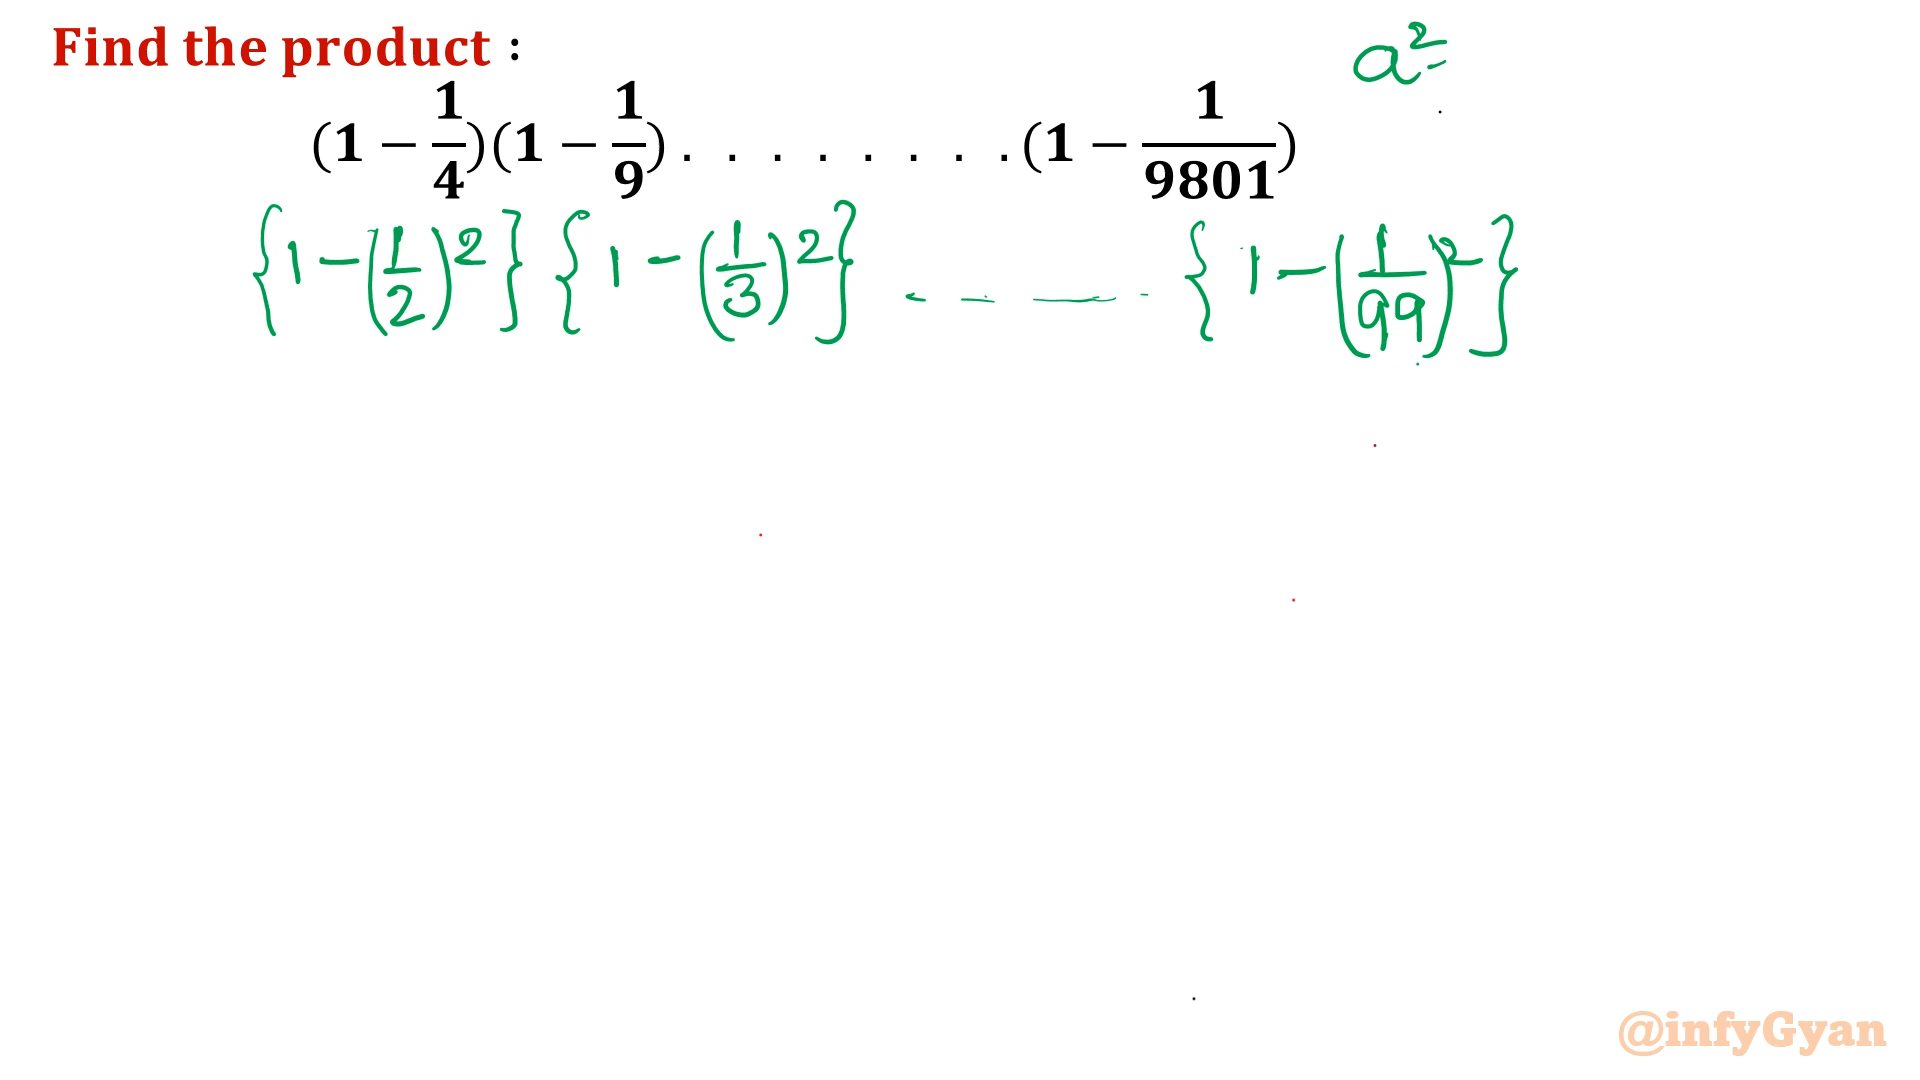 Find the product :
(1 − 1/4)(1 − 1/9) . . . . . . . . (1 − 1/9801)
a² -
{1 − (1/2)²} {1 − (1/3)²} - - - - - {1 − (1/99)²}
@infyGyan